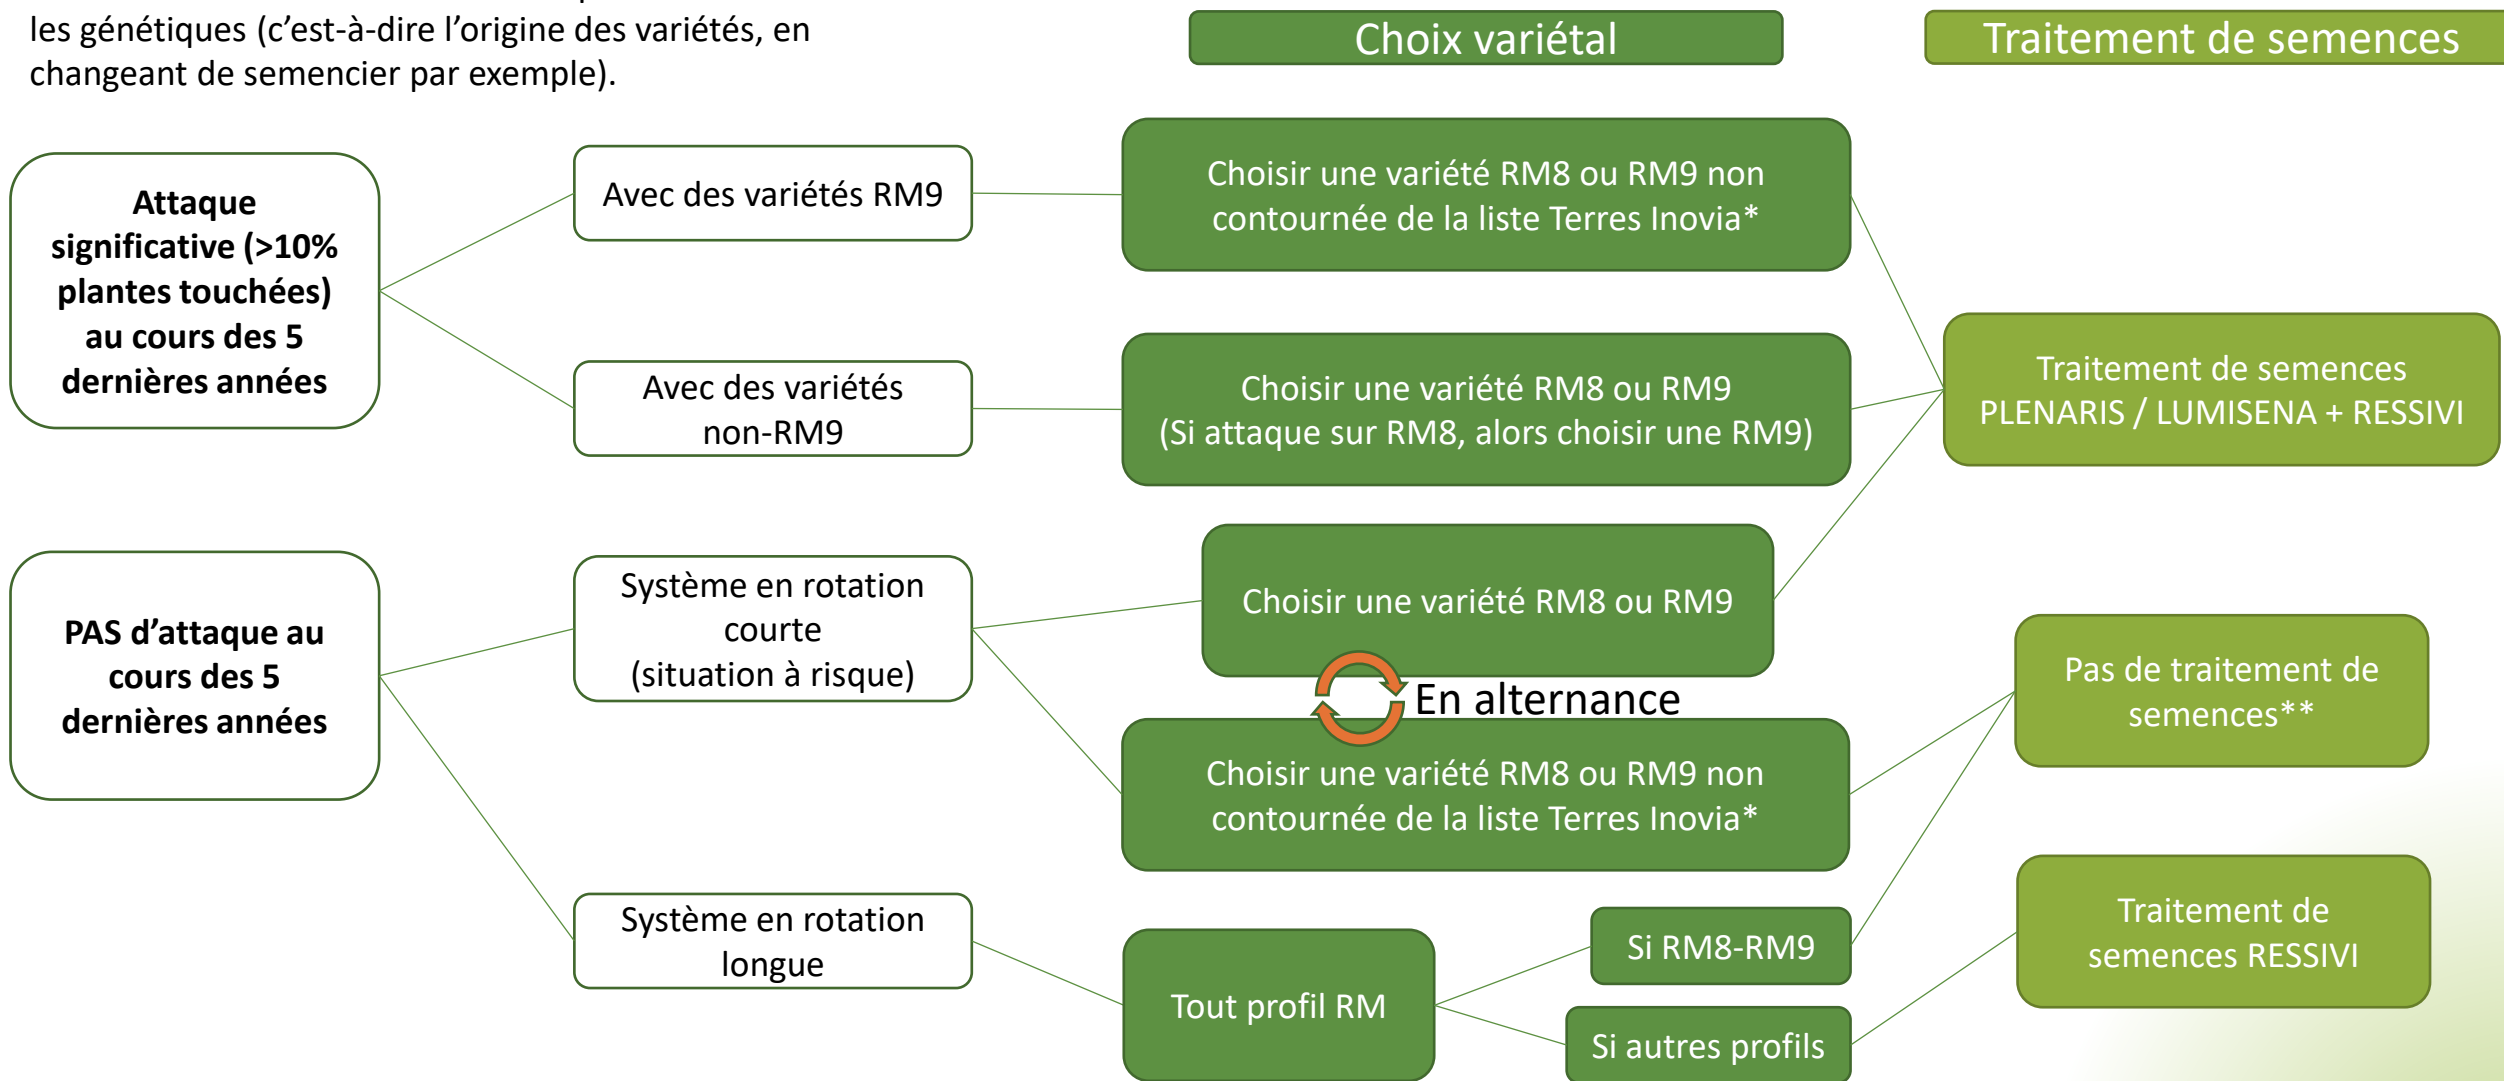 les génétiques (c’est-à-dire l’origine des variétés, en
changeant de semencier par exemple).
Choix variétal
Traitement de semences
Attaque
significative (>10%
plantes touchées)
au cours des 5
dernières années
Avec des variétés RM9
Choisir une variété RM8 ou RM9 non
contournée de la liste Terres Inovia*
Avec des variétés
non-RM9
Choisir une variété RM8 ou RM9
(Si attaque sur RM8, alors choisir une RM9)
Traitement de semences
PLENARIS / LUMISENA + RESSIVI
PAS d’attaque au
cours des 5
dernières années
Système en rotation
courte
(situation à risque)
Choisir une variété RM8 ou RM9
En alternance
Choisir une variété RM8 ou RM9 non
contournée de la liste Terres Inovia*
Pas de traitement de
semences**
Système en rotation
longue
Tout profil RM
Si RM8-RM9
Si autres profils
Traitement de
semences RESSIVI